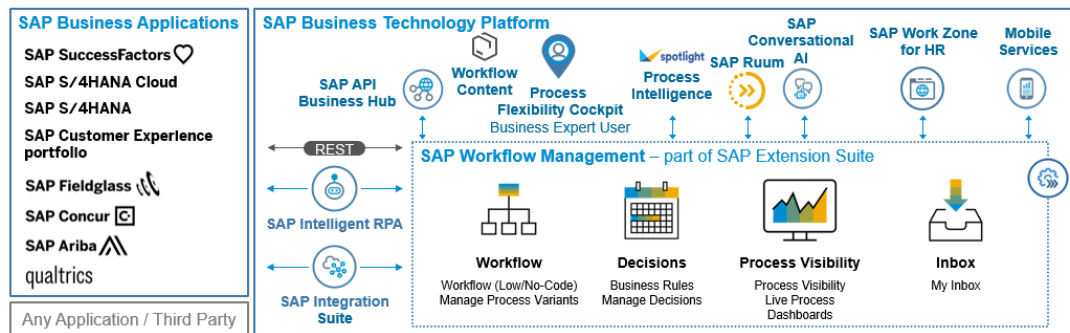 SAP Business Applications
SAP SuccessFactors
SAP S/4HANA Cloud
SAP S/4HANA
SAP Customer Experience
portfolio
SAP Fieldglass
SAP Concur
SAP Ariba
qualtrics
Any Application / Third Party
SAP Business Technology Platform
SAP API
Business Hub
Workflow
Content
Process
Flexibility Cockpit
Business Expert User
spotlight
Process
Intelligence
SAP Ruum
SAP
Conversational
AI
SAP Work Zone
for HR
Mobile
Services
REST
SAP Intelligent RPA
SAP Integration
Suite
SAP Workflow Management – part of SAP Extension Suite
Workflow
Workflow (Low/No-Code)
Manage Process Variants
Decisions
Business Rules
Manage Decisions
Process Visibility
Process Visibility
Live Process
Dashboards
Inbox
My Inbox